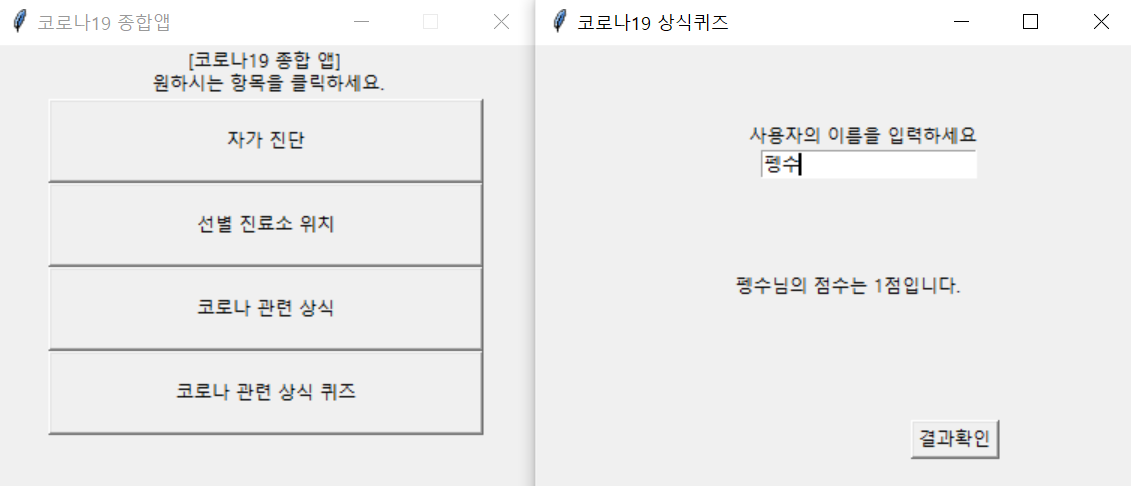 코로나19 종합앱
[코로나19 종합 앱]
원하시는 항목을 클릭하세요.
자가 진단
선별 진료소 위치
코로나 관련 상식
코로나 관련 상식 퀴즈
코로나19 상식퀴즈
사용자의 이름을 입력하세요
펭수
펭수님의 점수는 1점입니다.
결과확인